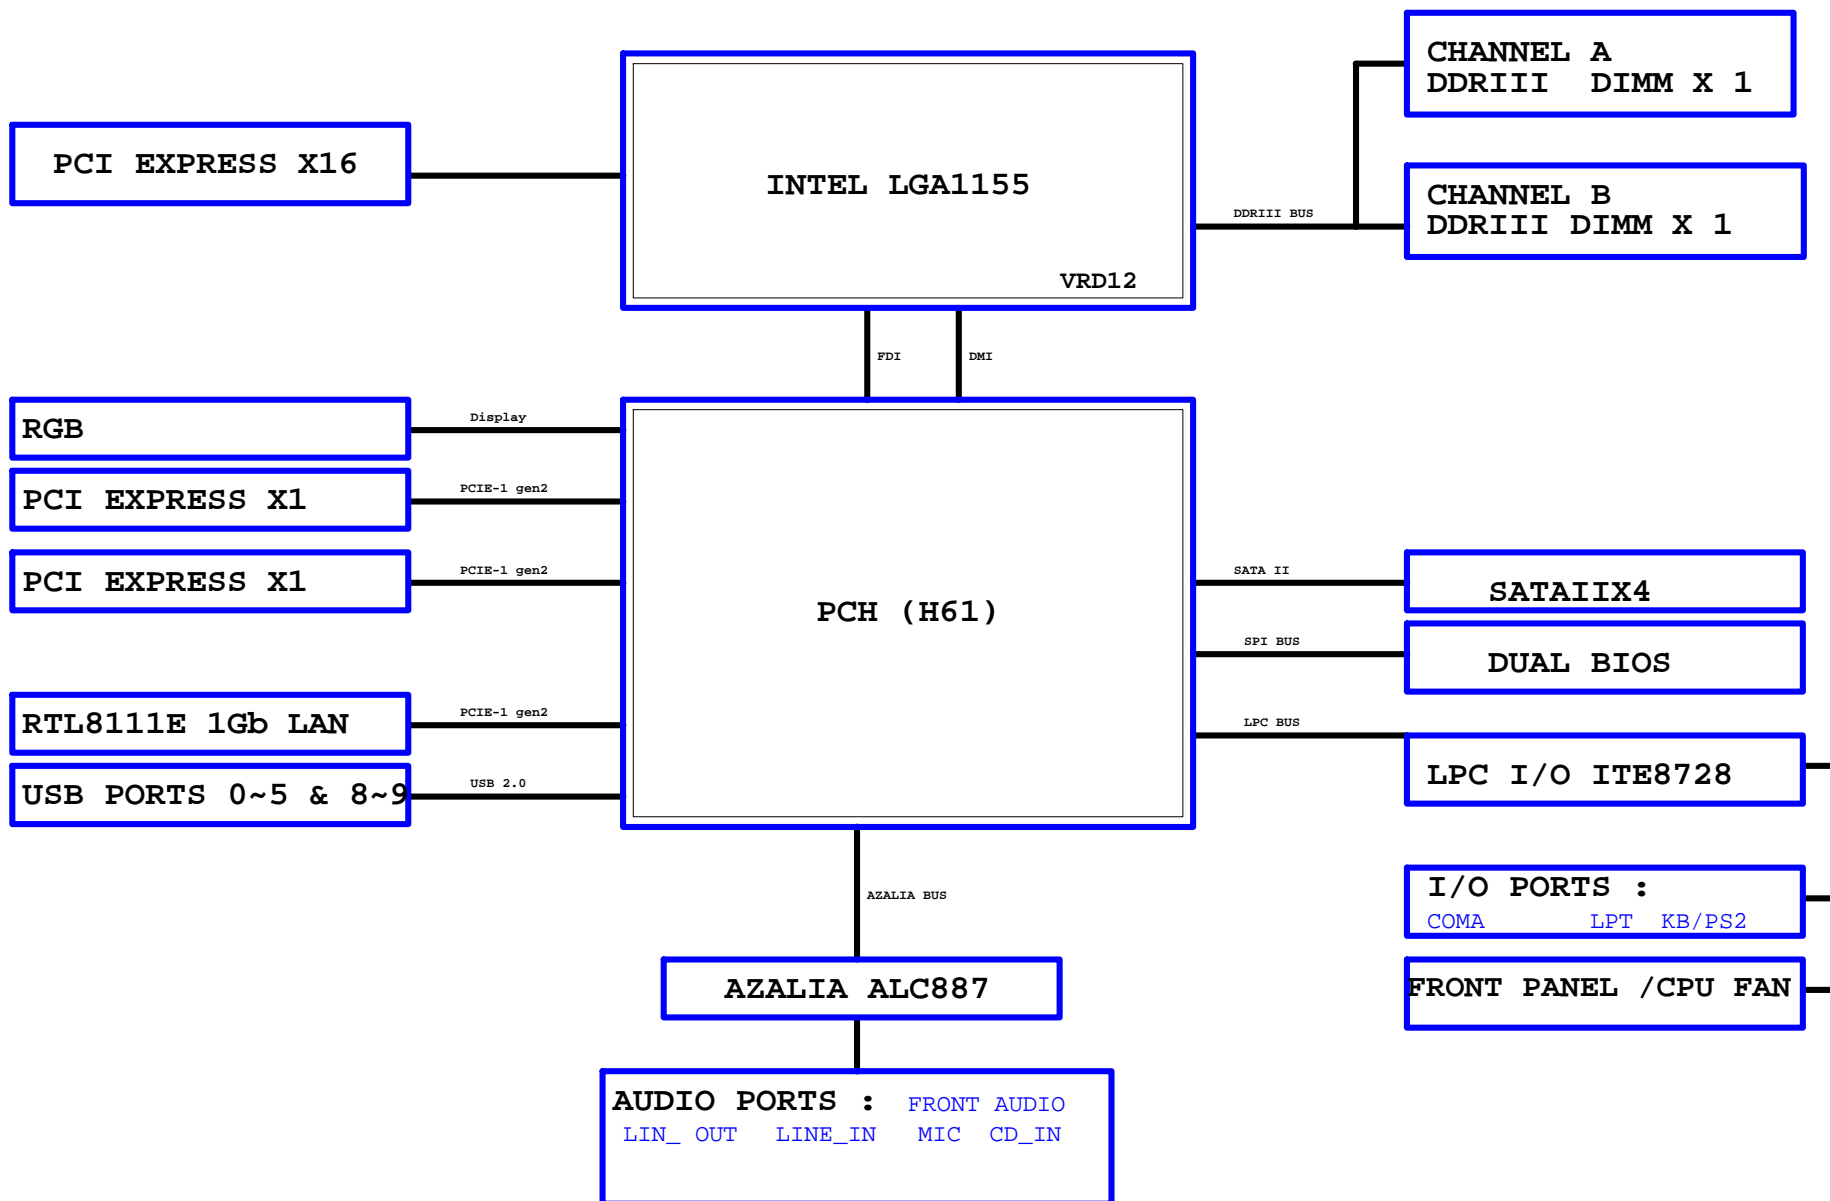 CHANNEL A
DDRIII DIMM X 1
PCI EXPRESS X16
INTEL LGA1155
CHANNEL B
DDRIII DIMM X 1
DDRIII BUS
VRD12
FDI
DMI
RGB
Display
PCI EXPRESS X1
PCIE-1 gen2
PCI EXPRESS X1
PCIE-1 gen2
PCH (H61)
SATA II
SATAIIX4
SPI BUS
DUAL BIOS
RTL8111E 1Gb LAN
PCIE-1 gen2
LPC BUS
LPC I/O ITE8728
USB PORTS 0~5 & 8~9
USB 2.0
AZALIA BUS
I/O PORTS :
COMA LPT KB/PS2
AZALIA ALC887
FRONT PANEL /CPU FAN
AUDIO PORTS : FRONT AUDIO
LIN_ OUT LINE_IN MIC CD_IN